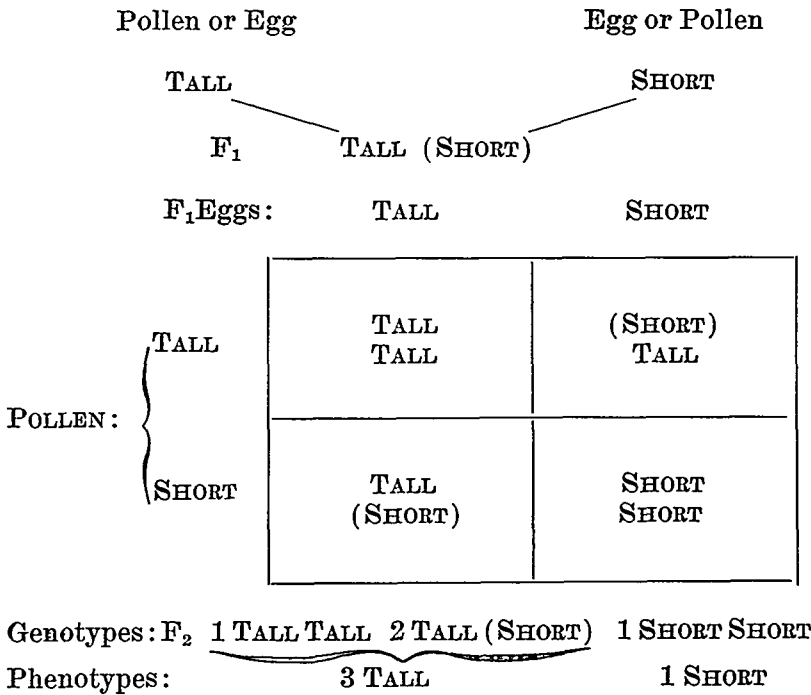 Pollen or Egg Egg or Pollen
TALL SHORT
F₁ TALL (SHORT)
F₁Eggs: TALL SHORT
TALL (SHORT)
TALL TALL TALL
POLLEN:
SHORT TALL SHORT
(SHORT) SHORT
Genotypes: F₂ 1 TALL TALL 2 TALL (SHORT) 1 SHORT SHORT
Phenotypes: 3 TALL 1 SHORT